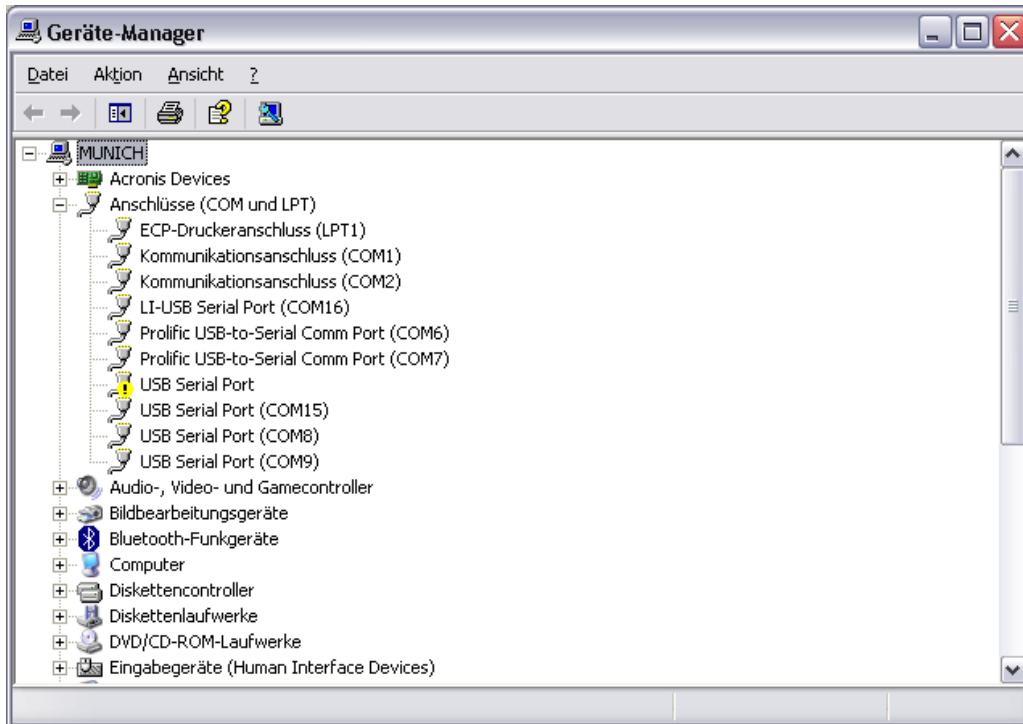 Geräte-Manager
Datei Aktion Ansicht ?
MUNICH
Acronis Devices
Anschlüsse (COM und LPT)
ECP-Druckeranschluss (LPT1)
Kommunikationsanschluss (COM1)
Kommunikationsanschluss (COM2)
LI-USB Serial Port (COM16)
Prolific USB-to-Serial Comm Port (COM6)
Prolific USB-to-Serial Comm Port (COM7)
USB Serial Port
USB Serial Port (COM15)
USB Serial Port (COM8)
USB Serial Port (COM9)
Audio-, Video- und Gamecontroller
Bildbearbeitungsgeräte
Bluetooth-Funkgeräte
Computer
Diskettencontroller
Diskettenlaufwerke
DVD/CD-ROM-Laufwerke
Eingabegeräte (Human Interface Devices)